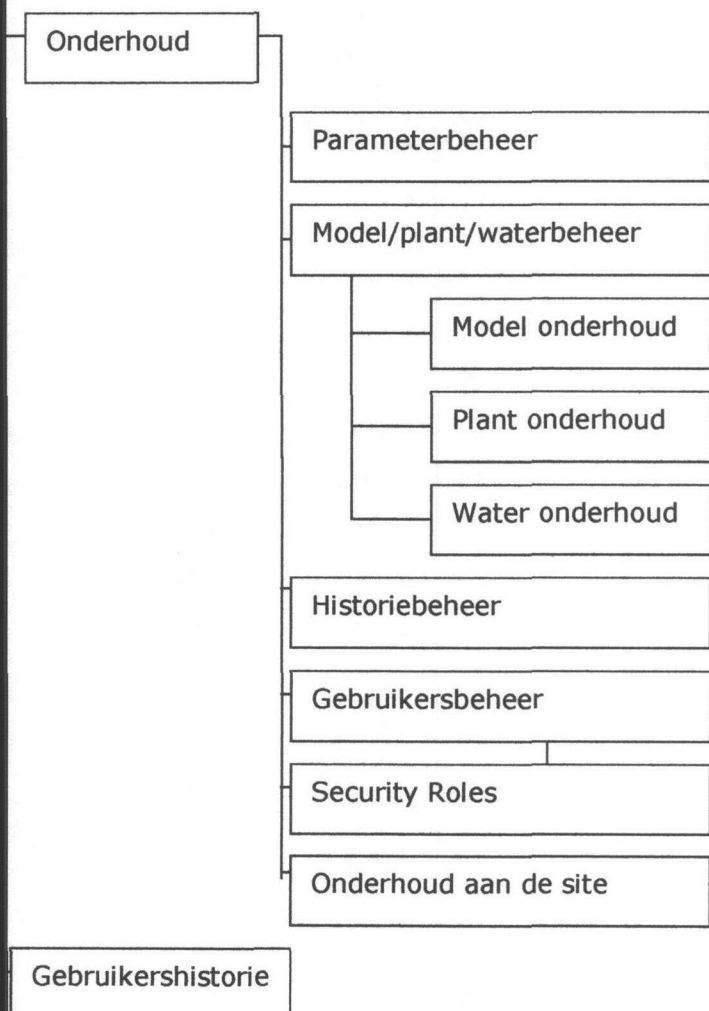 Onderhoud
Parameterbeheer
Model/plant/waterbeheer
Model onderhoud
Plant onderhoud
Water onderhoud
Historiebeheer
Gebruikersbeheer
Security Roles
Onderhoud aan de site
Gebruikershistorie